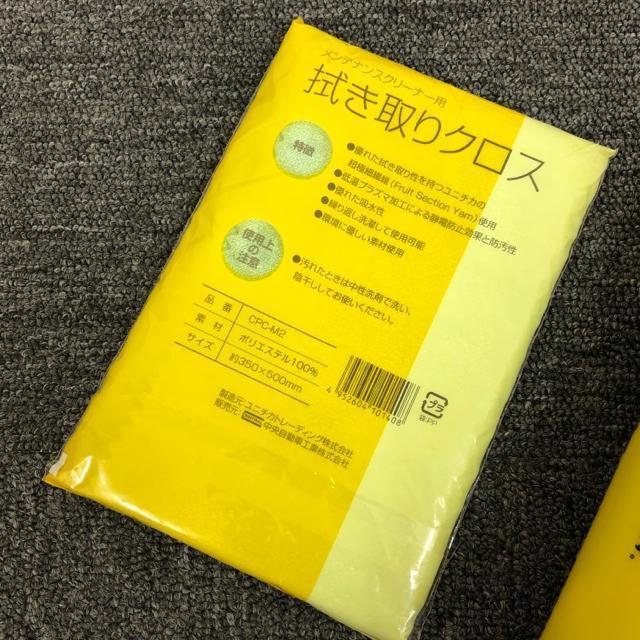 メンテナンスクリーナー用
拭き取りクロス
特徴
●優れた拭き取り性を持つユニチカの
超極細繊維(Fruit Section Yarn)使用
●低温プラズマ加工による静電防止効果と防汚性
●優れた吸水性
●繰り返し洗濯して使用可能
●環境に優しい素材使用
使用上
の
注意
●汚れたときは中性洗剤で洗い、
陰干ししてお使いください。
品番 CPC-M2
素材 ポリエステル100%
サイズ 約350×500mm
製造元:ユニチカトレーディング株式会社
販売元: 中央自動車工業株式会社
4 932604 101408
プラ
袋:PP